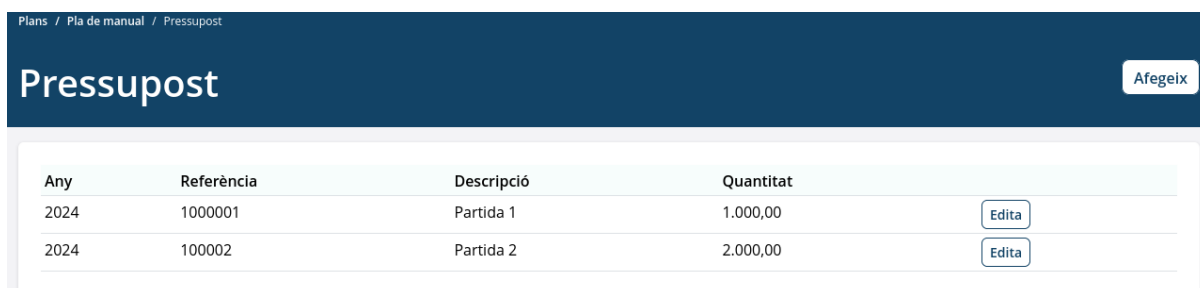 Plans / Pla de manual / Pressupost
Pressupost
Afegeix
Any Referència Descripció Quantitat
2024 1000001 Partida 1 1.000,00 Edita
2024 100002 Partida 2 2.000,00 Edita